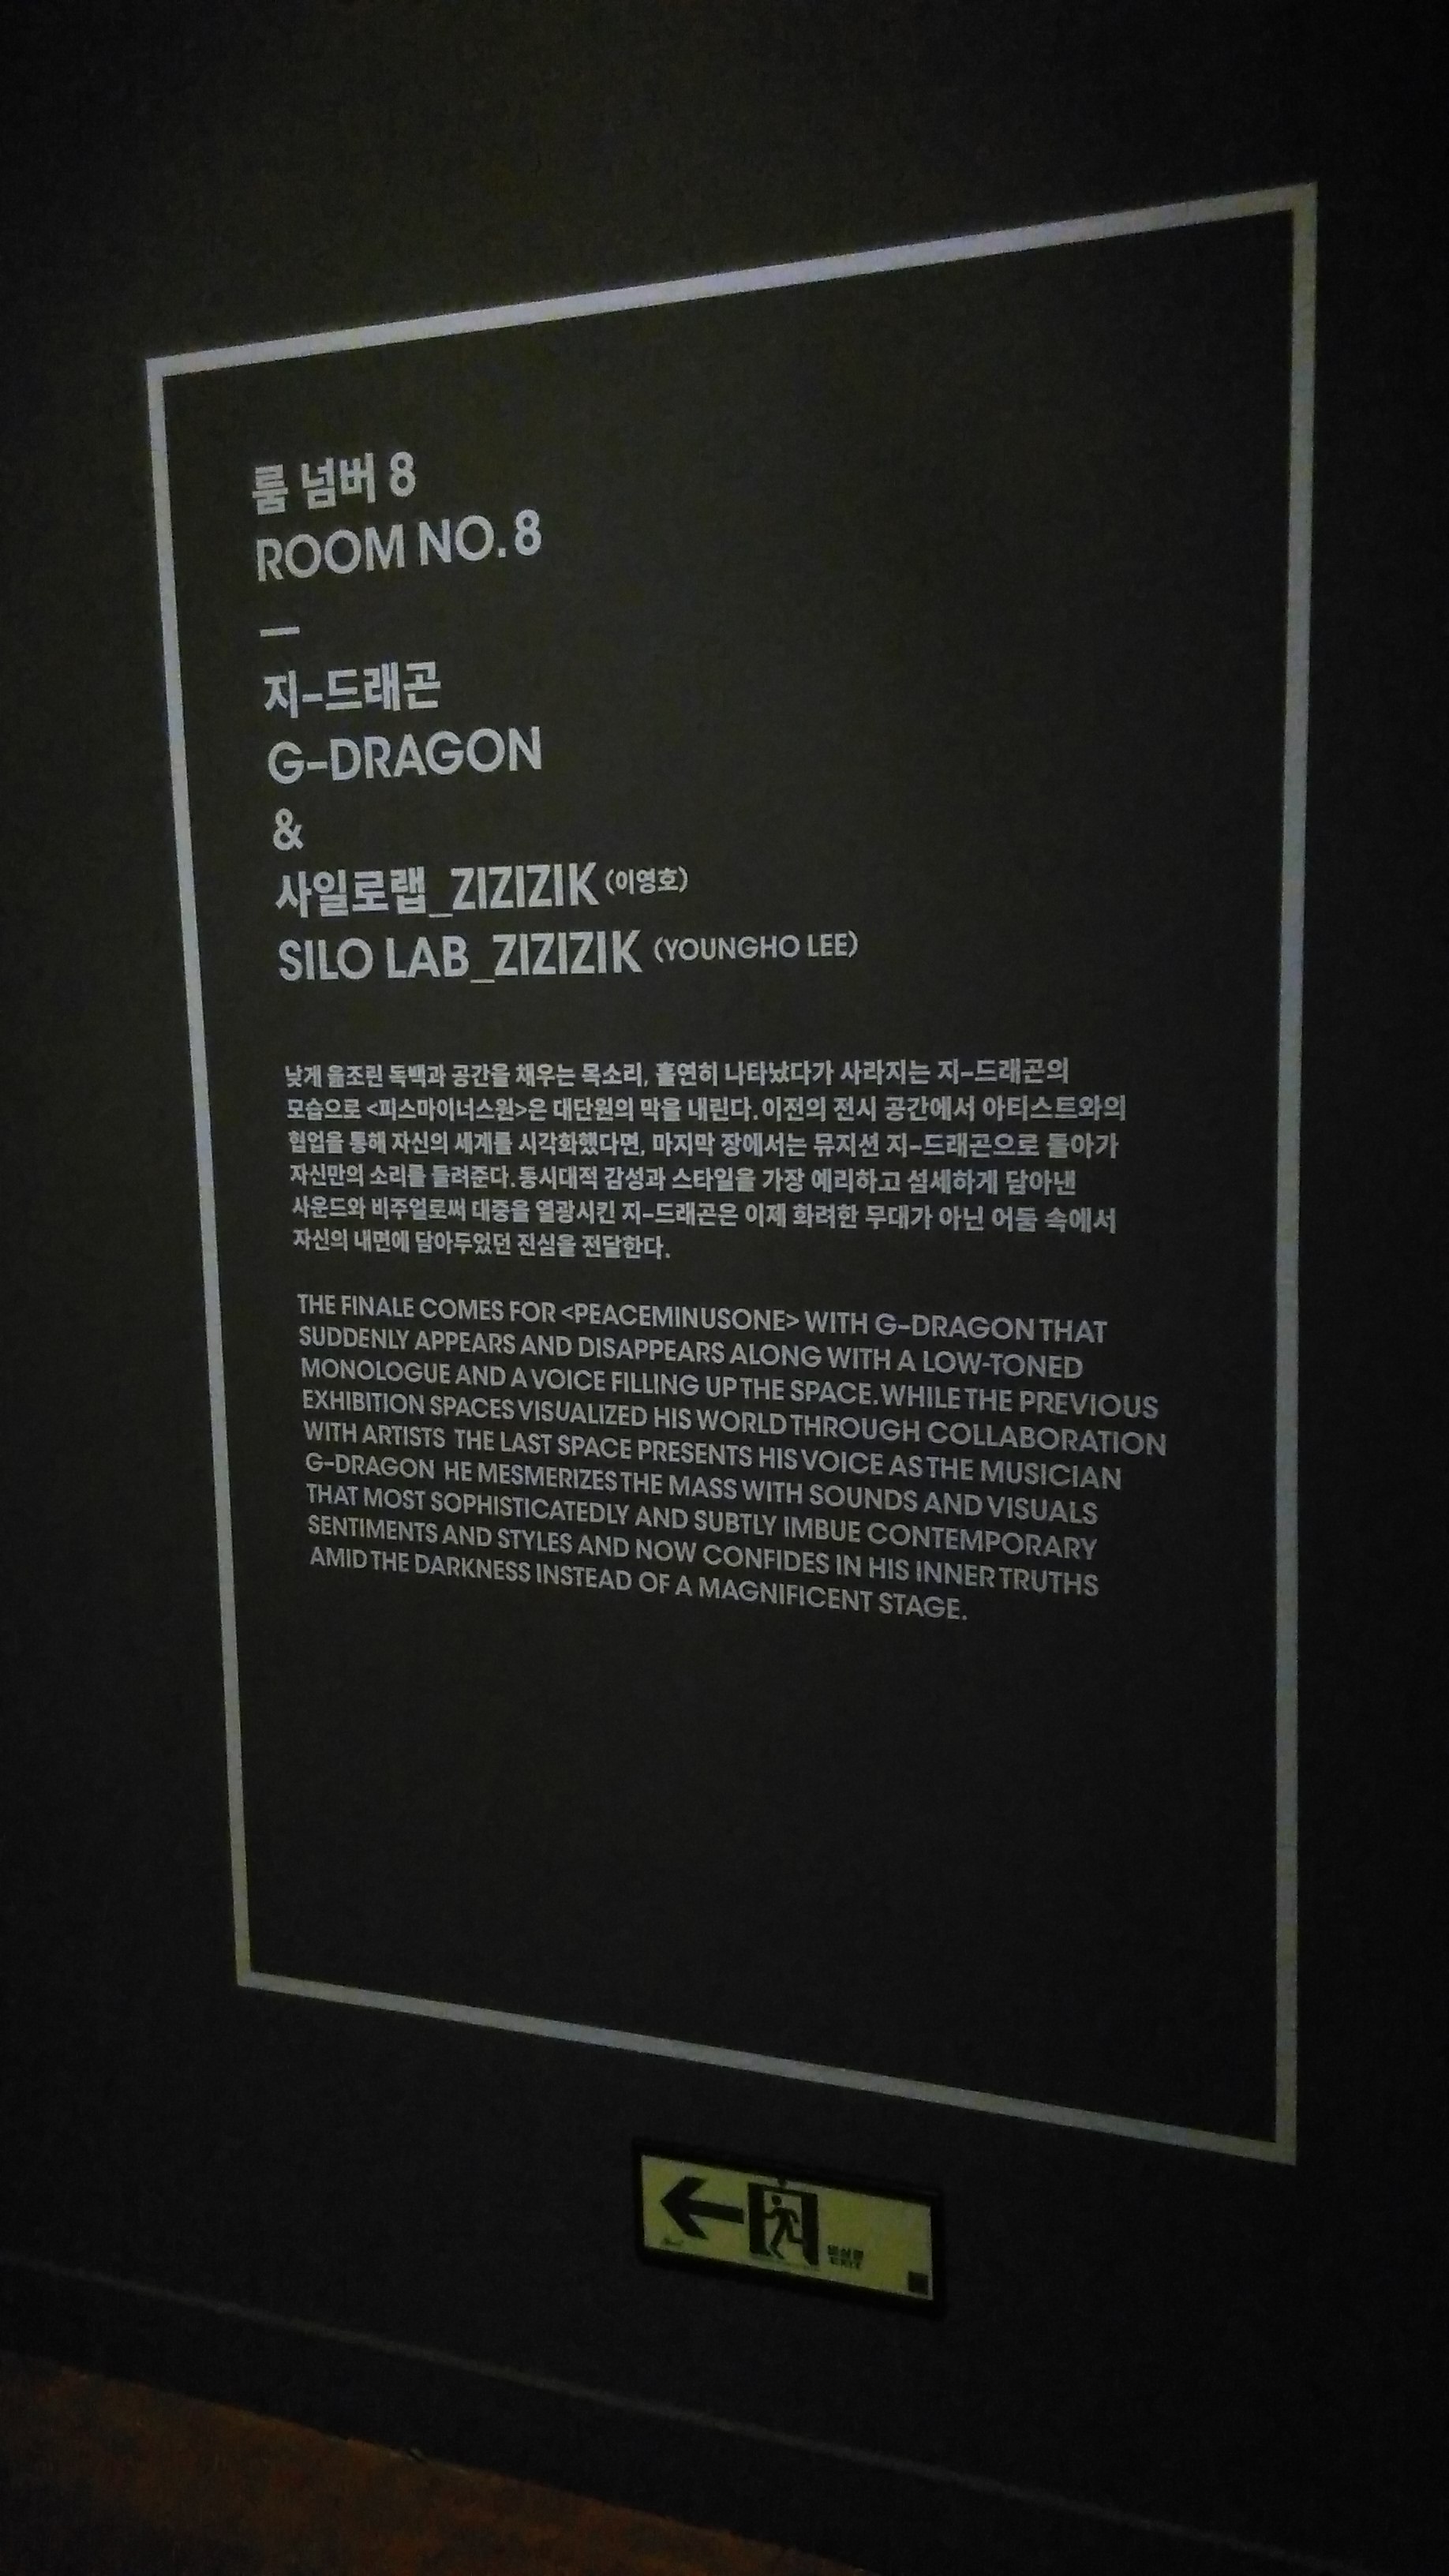 룸 넘버 8
ROOM NO. 8
—
지-드래곤
G-DRAGON
&
사일로랩_ZIZIZIK (이영호)
SILO LAB_ZIZIZIK (YOUNGHO LEE)
낮게 읊조린 독백과 공간을 채우는 목소리, 홀연히 나타났다가 사라지는 지-드래곤의
모습으로 <피스마이너스원>은 대단원의 막을 내린다. 이전의 전시 공간에서 아티스트와의
협업을 통해 자신의 세계를 시각화했다면, 마지막 장에서는 뮤지션 지-드래곤으로 돌아가
자신만의 소리를 들려준다. 동시대적 감성과 스타일을 가장 예리하고 섬세하게 담아낸
사운드와 비주얼로써 대중을 열광시킨 지-드래곤은 이제 화려한 무대가 아닌 어둠 속에서
자신의 내면에 담아두었던 진심을 전달한다.
THE FINALE COMES FOR <PEACEMINUSONE> WITH G-DRAGON THAT
SUDDENLY APPEARS AND DISAPPEARS ALONG WITH A LOW-TONED
MONOLOGUE AND A VOICE FILLING UP THE SPACE. WHILE THE PREVIOUS
EXHIBITION SPACES VISUALIZED HIS WORLD THROUGH COLLABORATION
WITH ARTISTS THE LAST SPACE PRESENTS HIS VOICE AS THE MUSICIAN
G-DRAGON HE MESMERIZES THE MASS WITH SOUNDS AND VISUALS
THAT MOST SOPHISTICATEDLY AND SUBTLY IMBUE CONTEMPORARY
SENTIMENTS AND STYLES AND NOW CONFIDES IN HIS INNER TRUTHS
AMID THE DARKNESS INSTEAD OF A MAGNIFICENT STAGE.
비상문
EXIT